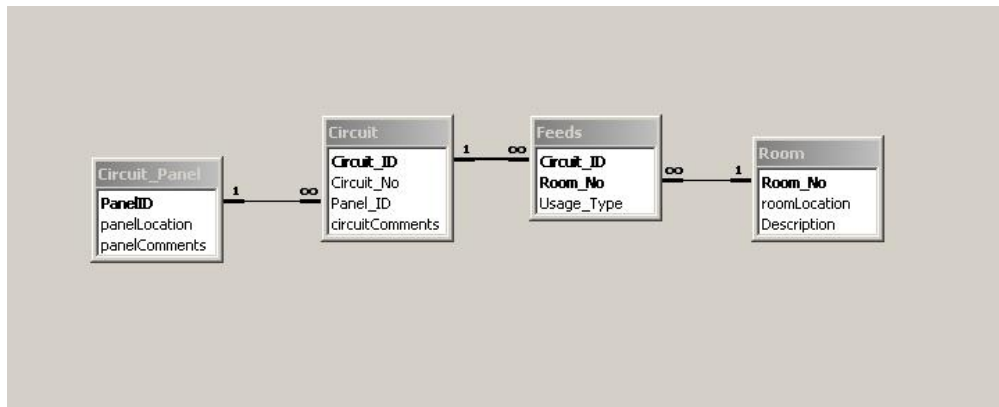 Circuit_Panel
PanelID
panelLocation
panelComments
1
∞
Circuit
Circuit_ID
Circuit_No
Panel_ID
circuitComments
1
∞
Feeds
Circuit_ID
Room_No
Usage_Type
∞
1
Room
Room_No
roomLocation
Description